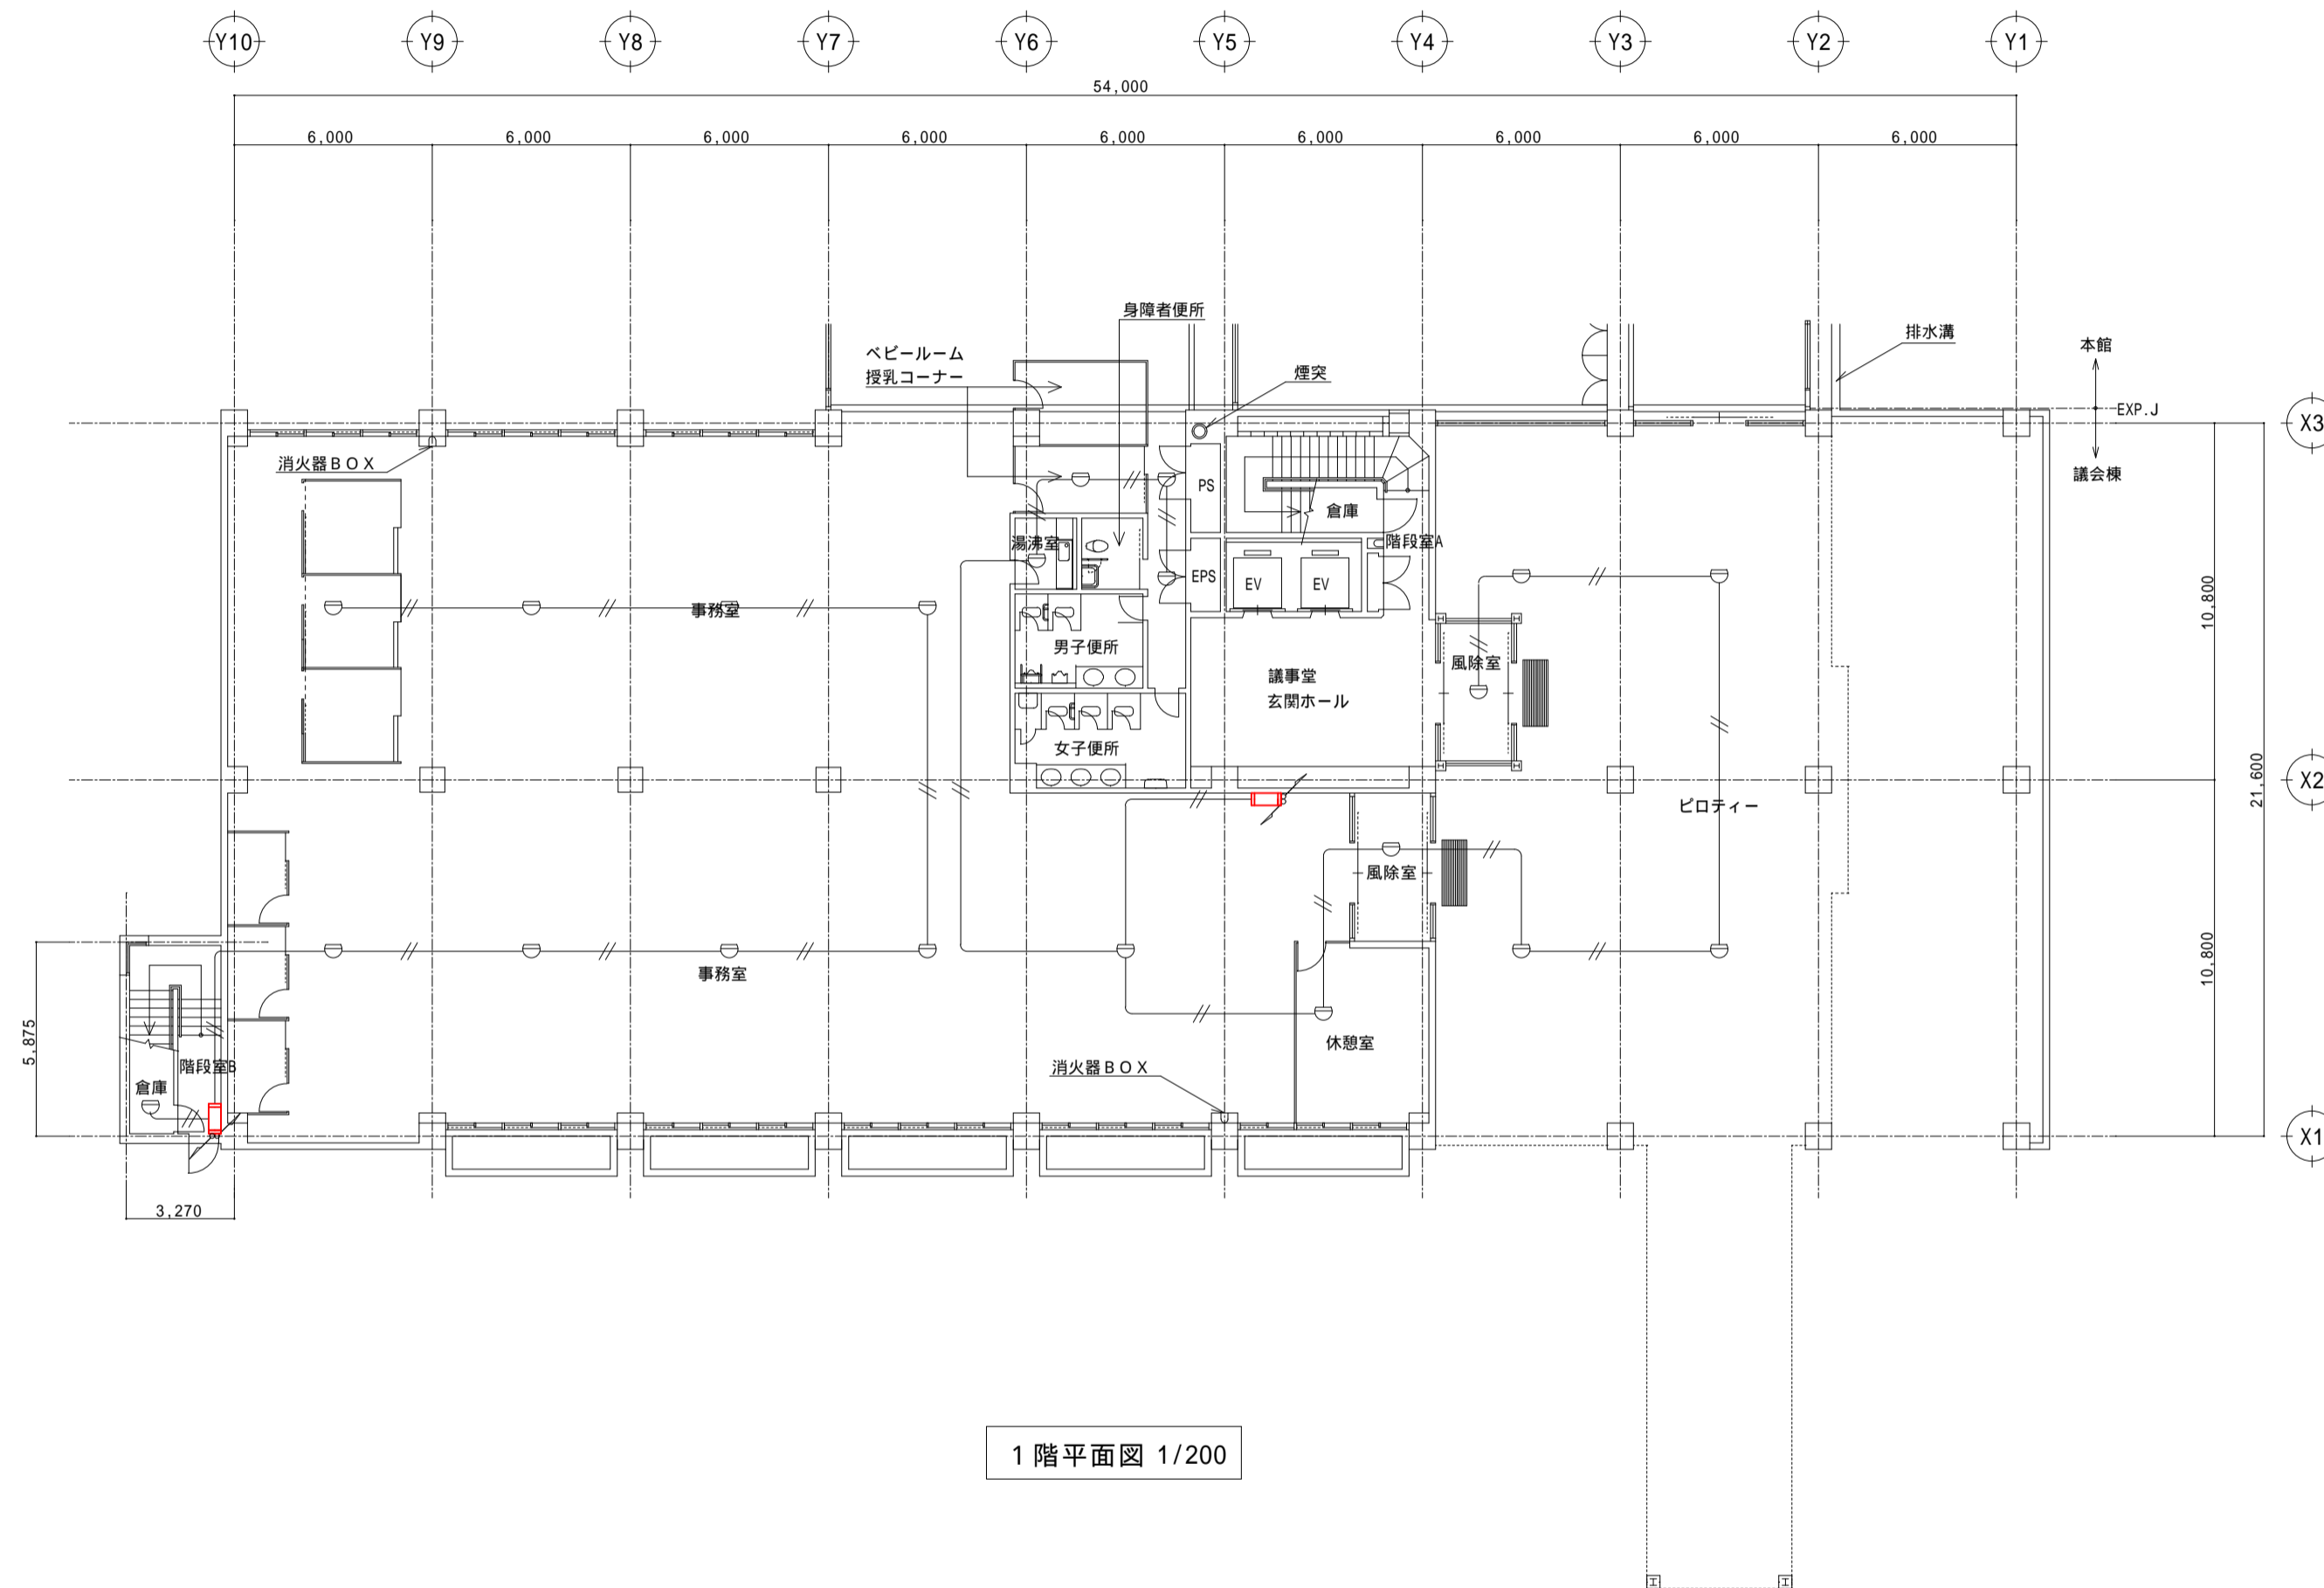 Y10 Y9 Y8 Y7 Y6 Y5 Y4 Y3 Y2 Y1
54,000
6,000 6,000 6,000 6,000 6,000 6,000 6,000 6,000 6,000
身障者便所
排水溝
本館
ベビールーム
授乳コーナー
煙突
EXP.J
X3
消火器BOX
議会棟
PS
倉庫
湯沸室
階段室A
EPS
EV
EV
10,800
事務室
男子便所
風除室
議事堂
玄関ホール
女子便所
X2
21,600
ピロティー
風除室
10,800
事務室
5,875
休憩室
階段室B
消火器BOX
倉庫
X1
3,270
1階平面図 1/200